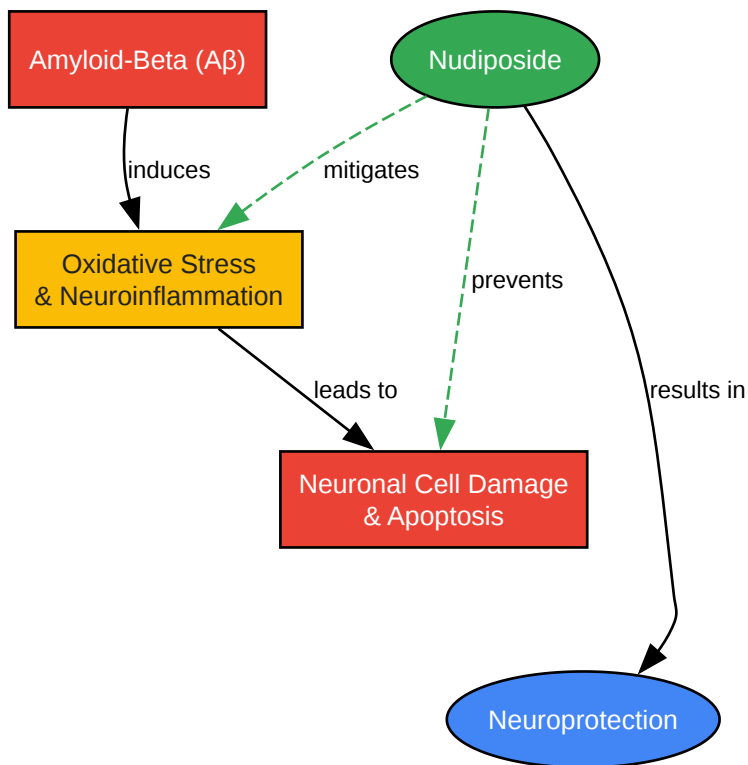 Amyloid-Beta (Aβ)
Nudiposide
induces
mitigates
Oxidative Stress
& Neuroinflammation
prevents
leads to
results in
Neuronal Cell Damage
& Apoptosis
Neuroprotection